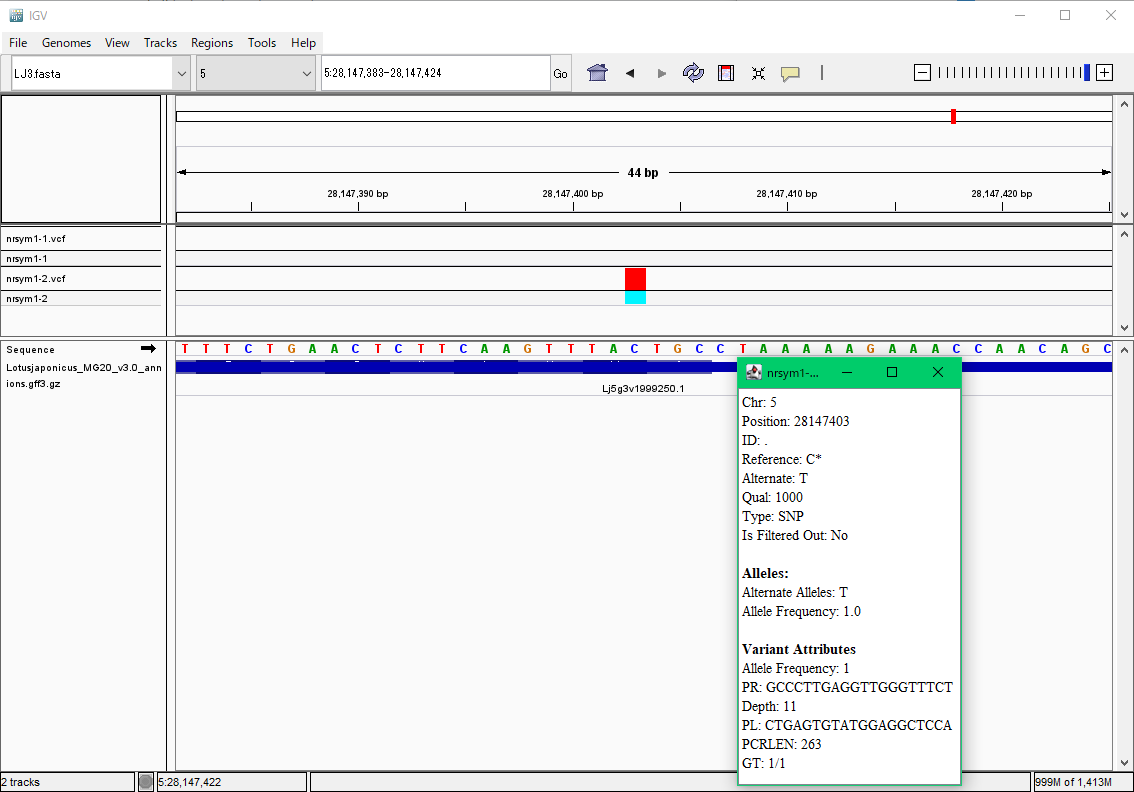 IGV
File Genomes View Tracks Regions Tools Help
LJ3.fasta 5 5:28,147,383-28,147,424 Go
44 bp
28,147,390 bp 28,147,400 bp 28,147,410 bp 28,147,420 bp
nrsym1-1.vcf
nrsym1-1
nrsym1-2.vcf
nrsym1-2
Sequence T T T C T G A A C T C T T C A A G T T T A C T G C C T A A A A A G A A A C C A A C A G C
Lotusjaponicus_MG20_v3.0_ann
ions.gff3.gz
Lj5g3v1999250.1
nrsym1-...
Chr: 5
Position: 28147403
ID: .
Reference: C*
Alternate: T
Qual: 1000
Type: SNP
Is Filtered Out: No
Alleles:
Alternate Alleles: T
Allele Frequency: 1.0
Variant Attributes
Allele Frequency: 1
PR: GCCCTTGAGGTTGGGTTTCT
Depth: 11
PL: CTGAGTGTATGGAGGCTCCA
PCRLEN: 263
GT: 1/1
2 tracks 5:28,147,422 999M of 1,413M